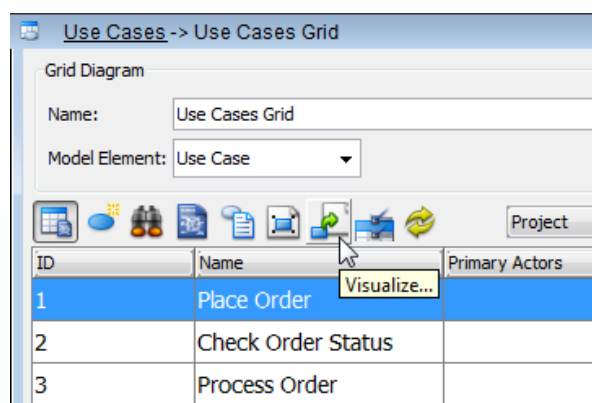 Use Cases -> Use Cases Grid
Grid Diagram
Name: Use Cases Grid
Model Element: Use Case
Project
ID Name Primary Actors
Visualize...
1 Place Order
2 Check Order Status
3 Process Order